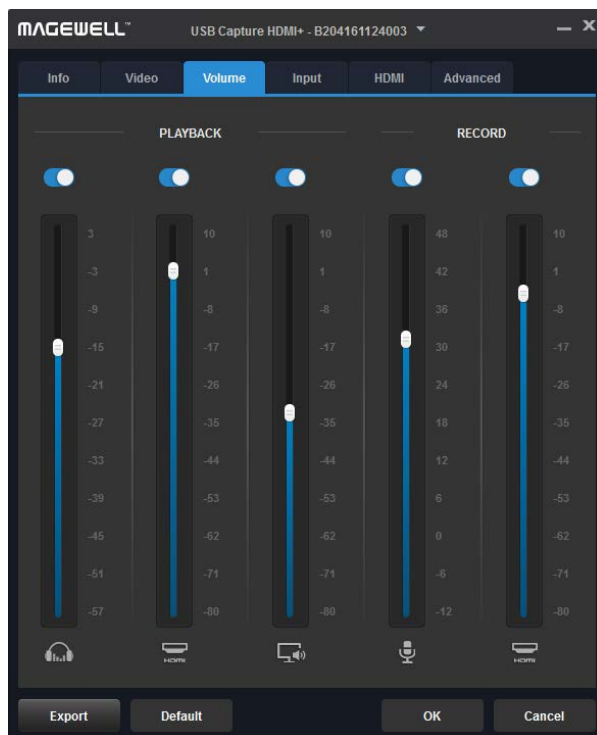 MAGEWELL™ USB Capture HDMI+ - B204161124003
Info Video Volume Input HDMI Advanced
PLAYBACK RECORD
3 10 10 48 10
-3 1 1 42 1
-9 -8 -8 36 -8
-15 -17 -17 30 -17
-21 -26 -26 24 -26
-27 -35 -35 18 -35
-33 -44 -44 12 -44
-39 -53 -53 6 -53
-45 -62 -62 0 -62
-51 -71 -71 -6 -71
-57 -80 -80 -12 -80
HDMI HDMI
Export Default OK Cancel